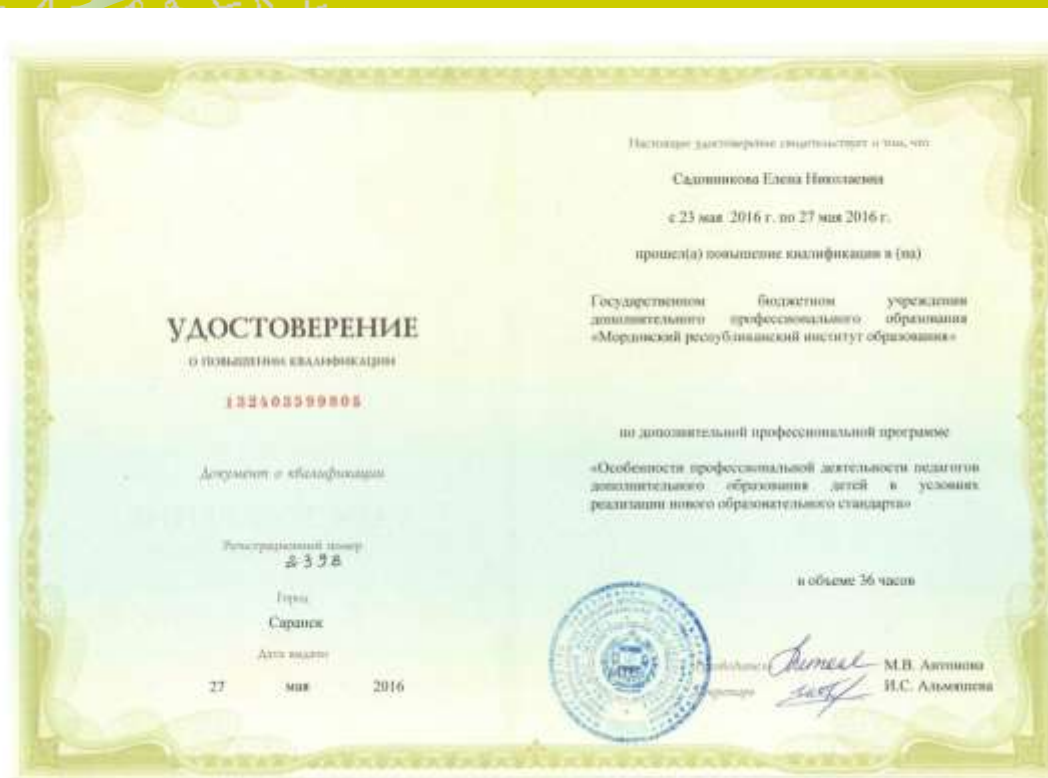 УДОСТОВЕРЕНИЕ
О ПОВЫШЕНИИ КВАЛИФИКАЦИИ
132403599805
Документ о квалификации
Регистрационный номер
2398
Город
Саранск
Дата выдачи
27 мая 2016
Настоящее удостоверение свидетельствует о том, что
Садовникова Елена Николаевна
с 23 мая 2016 г. по 27 мая 2016 г.
прошел(а) повышение квалификации в (на)
Государственном бюджетном учреждении
дополнительного профессионального образования
«Мордовский республиканский институт образования»
по дополнительной профессиональной программе
«Особенности профессиональной деятельности педагогов
дополнительного образования детей в условиях
реализации нового образовательного стандарта»
в объеме 36 часов
Руководитель М.В. Антонова
Секретарь И.С. Альмяшева